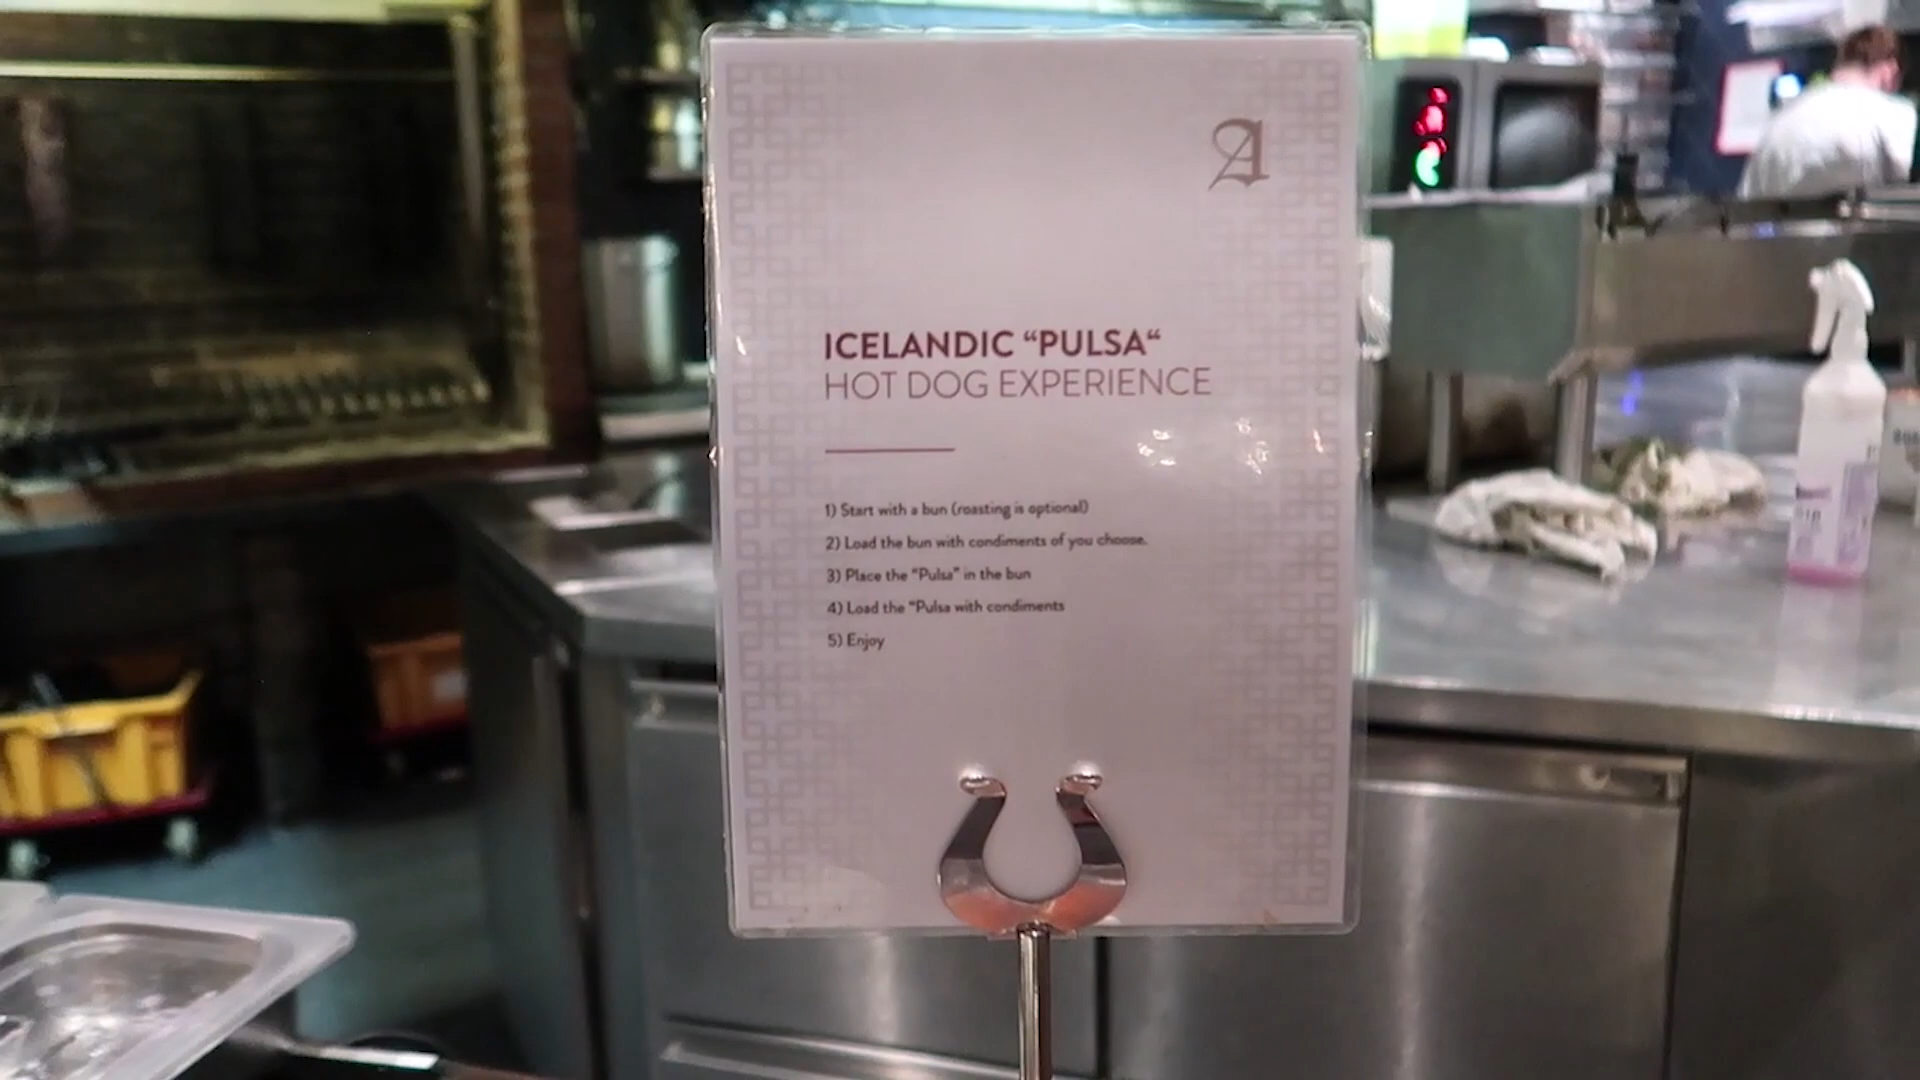 A
ICELANDIC “PULSA“
HOT DOG EXPERIENCE
1) Start with a bun (roasting is optional)
2) Load the bun with condiments of you choose.
3) Place the “Pulsa” in the bun
4) Load the “Pulsa with condiments
5) Enjoy